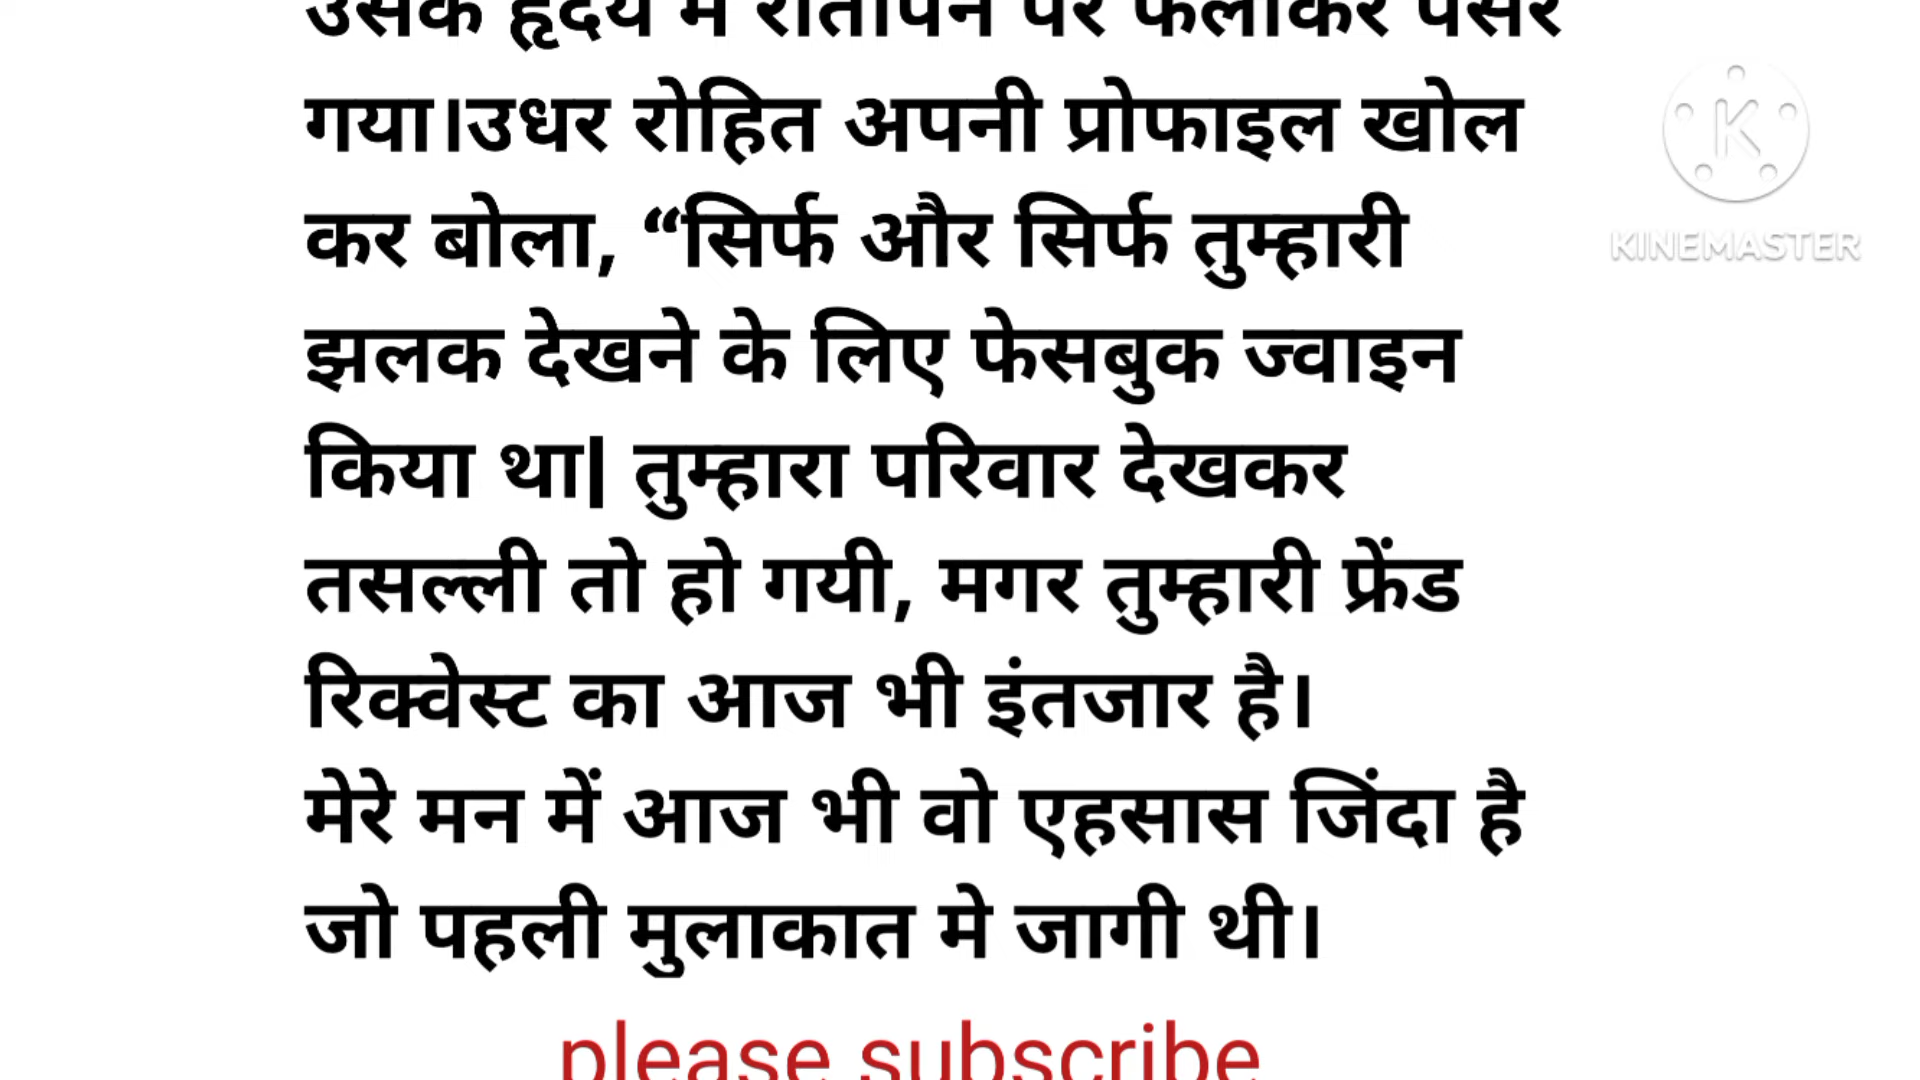 गया।उधर रोहित अपनी प्रोफाइल खोल
कर बोला, “सिर्फ और सिर्फ तुम्हारी
झलक देखने के लिए फेसबुक ज्वाइन
किया था| तुम्हारा परिवार देखकर
तसल्ली तो हो गयी, मगर तुम्हारी फ्रेंड
रिक्वेस्ट का आज भी इंतजार है।
मेरे मन में आज भी वो एहसास जिंदा है
जो पहली मुलाकात मे जागी थी।
please subscribe
K
KINEMASTER